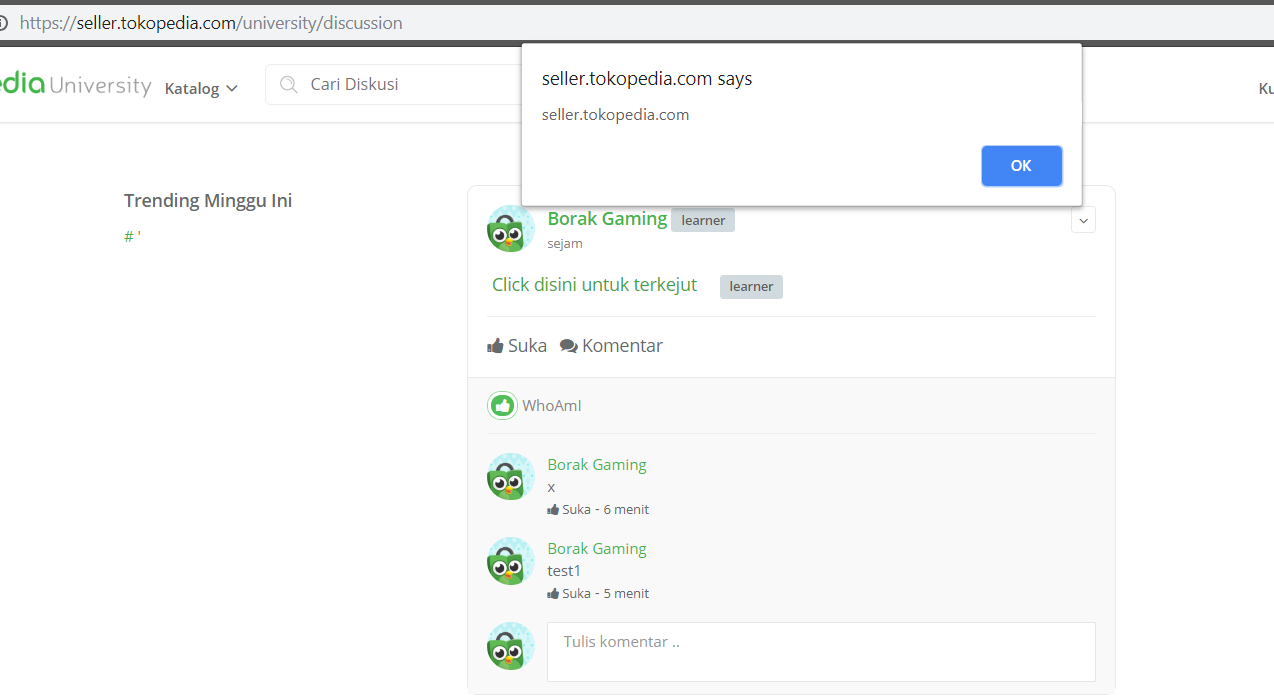 https://seller.tokopedia.com/university/discussion
edia University
Katalog
Cari Diskusi
Ku
seller.tokopedia.com says
seller.tokopedia.com
OK
Trending Minggu Ini
# '
Borak Gaming learner
sejam
Click disini untuk terkejut learner
Suka Komentar
WhoAmI
Borak Gaming
x
Suka - 6 menit
Borak Gaming
test1
Suka - 5 menit
Tulis komentar ..